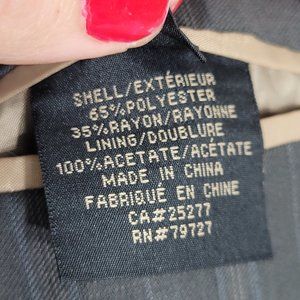 SHELL/EXTÉRIEUR
65% POLYESTER
35% RAYON/RAYONNE
LINING/DOUBLURE
100% ACETATE/ACÉTATE
MADE IN CHINA
FABRIQUÉ EN CHINE
CA#25277
RN#79727